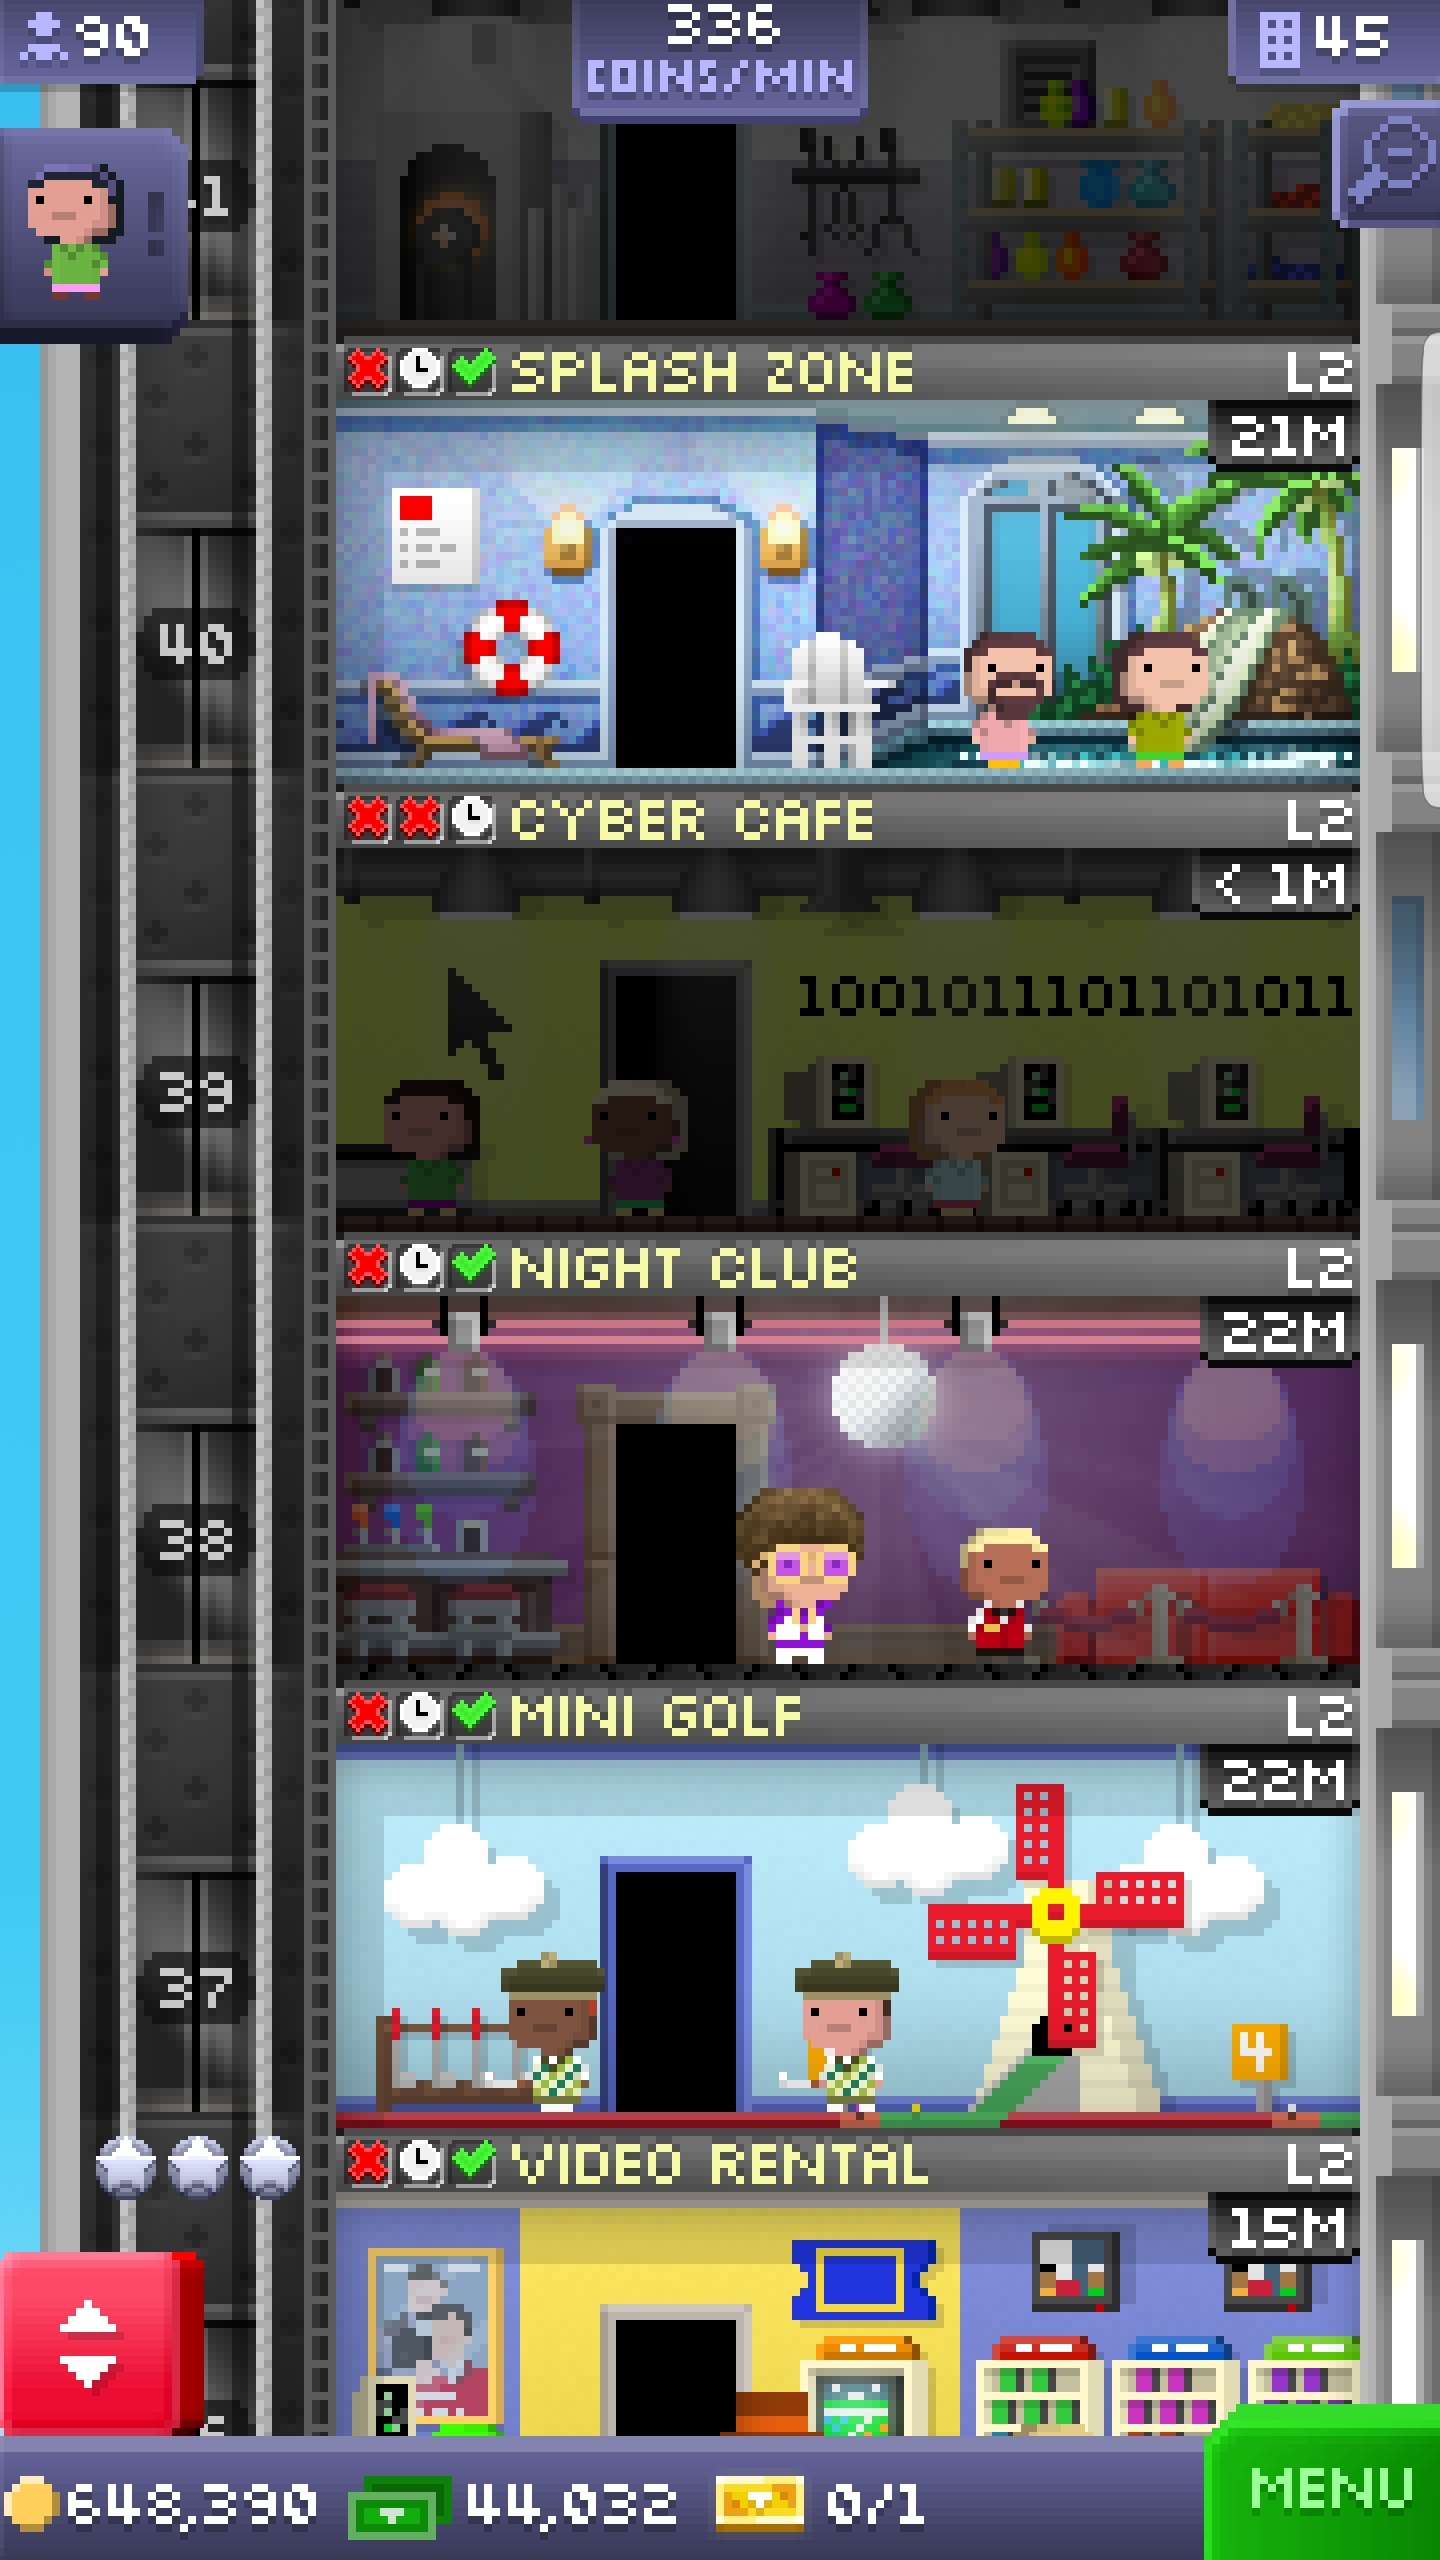 90
336
COINS/MIN
45
SPLASH ZONE L2
21M
40
CYBER CAFE L2
< 1M
100101110110101011
39
NIGHT CLUB L2
22M
38
MINI GOLF L2
22M
37
4
VIDEO RENTAL L2
15M
648,390
44,032
0/1
MENU